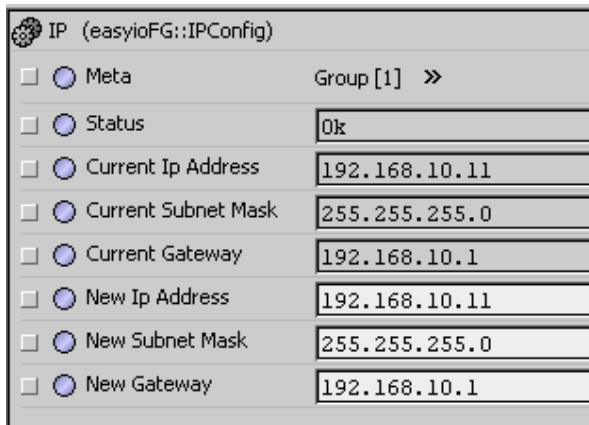 IP (easyioFG::IPConfig)
Meta Group [1] »
Status Ok
Current Ip Address 192.168.10.11
Current Subnet Mask 255.255.255.0
Current Gateway 192.168.10.1
New Ip Address 192.168.10.11
New Subnet Mask 255.255.255.0
New Gateway 192.168.10.1